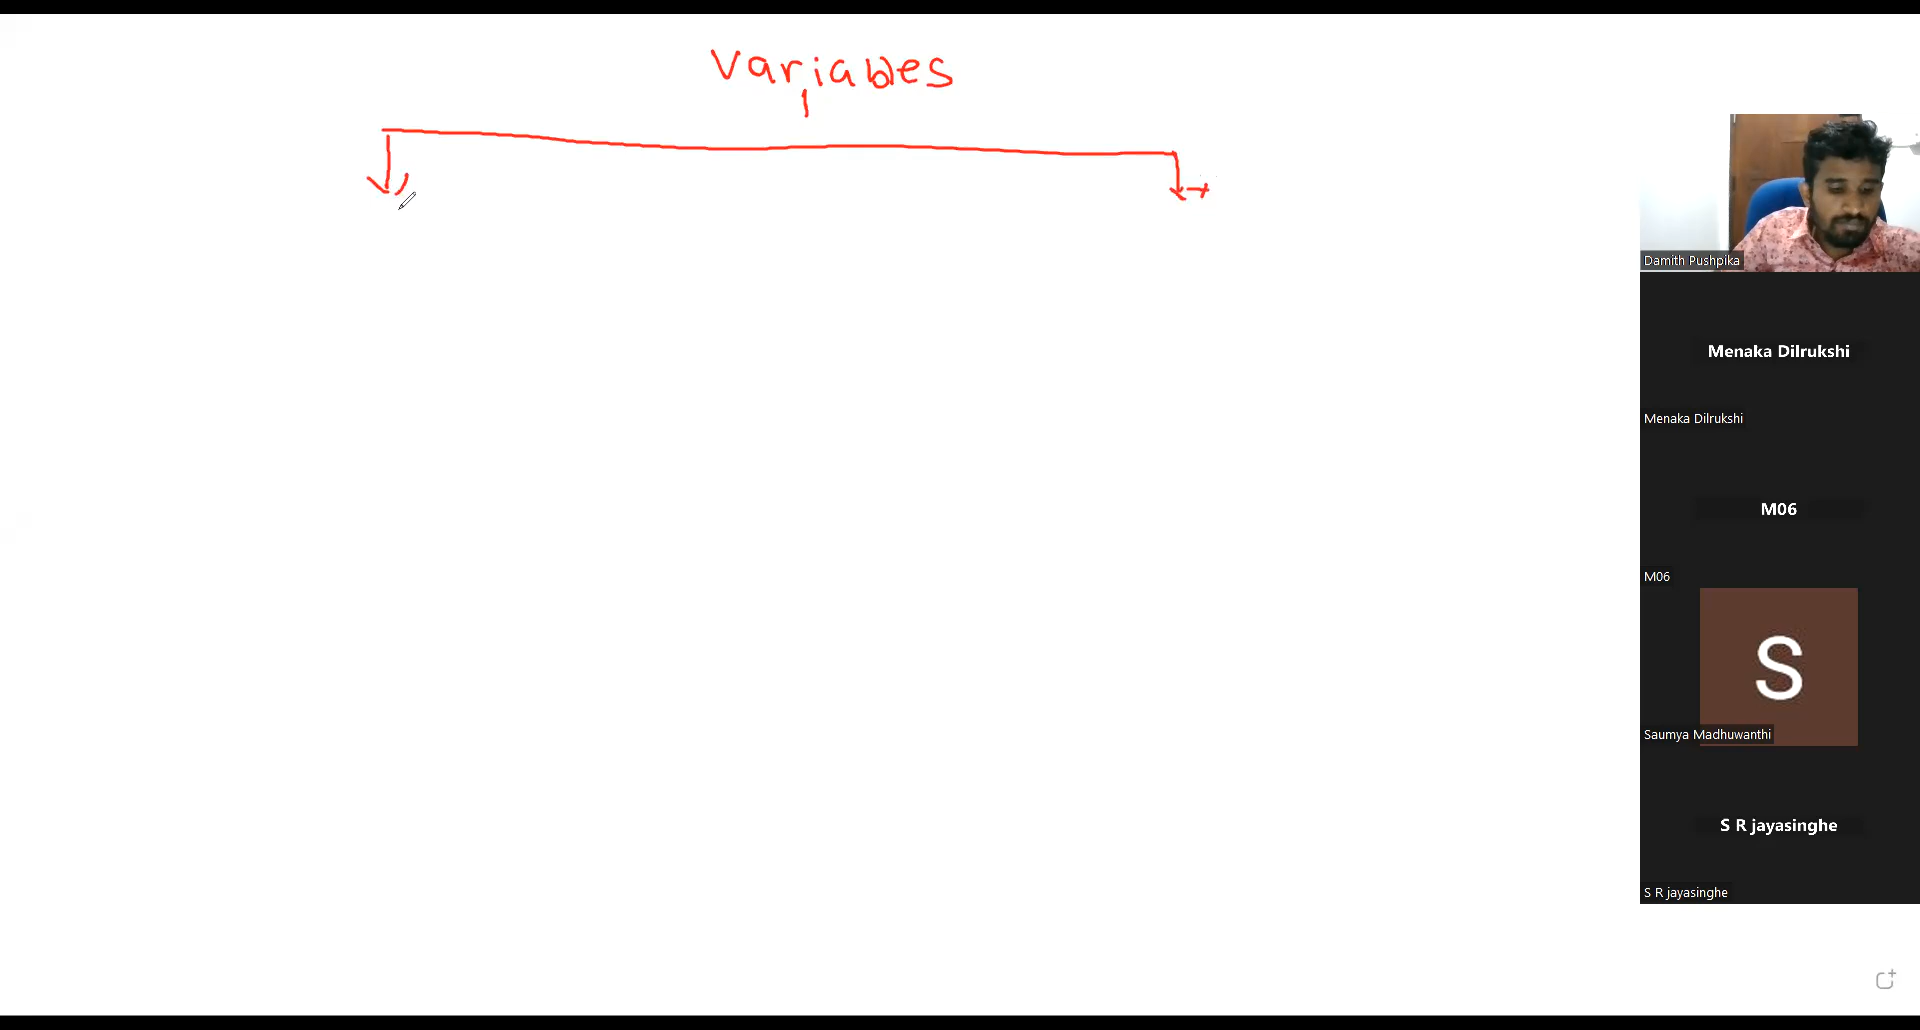 Variables
Damith Pushpika
Menaka Dilrukshi
Menaka Dilrukshi
M06
M06
S
Saumya Madhuwanthi
S R jayasinghe
S R jayasinghe